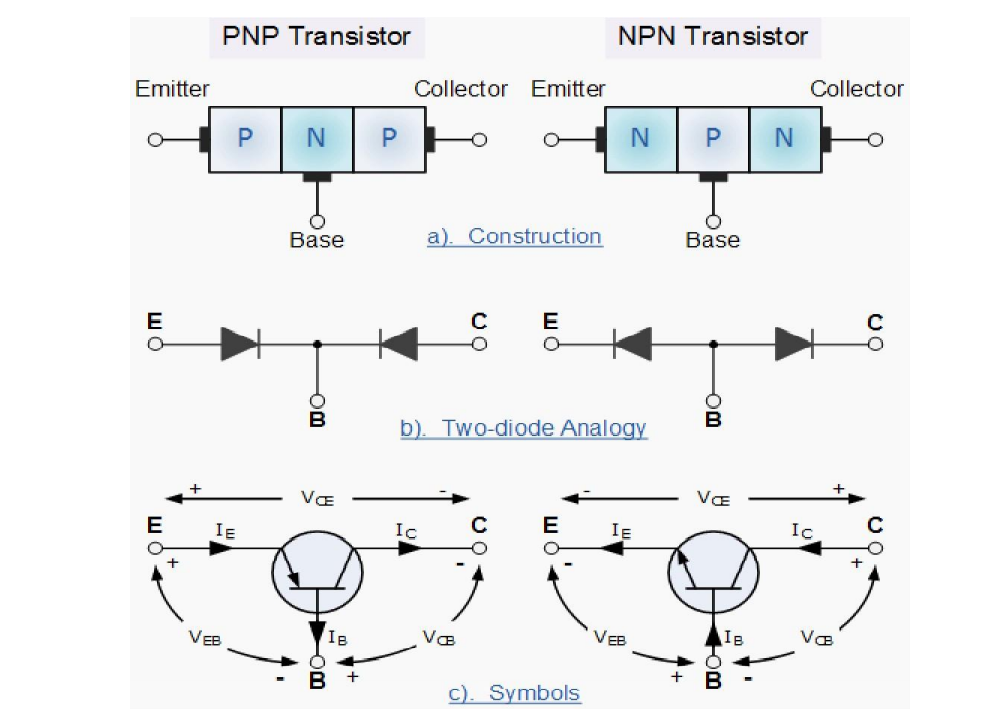 PNP Transistor NPN Transistor
Emitter Collector Emitter Collector
P N P N P N
Base a). Construction Base
E C E C
B b). Two-diode Analogy B
+ VCE - - VCE +
E IE IC C E IE IC C
+ - - +
VEB IB VCB VEB IB VCB
- B + + B -
c). Symbols